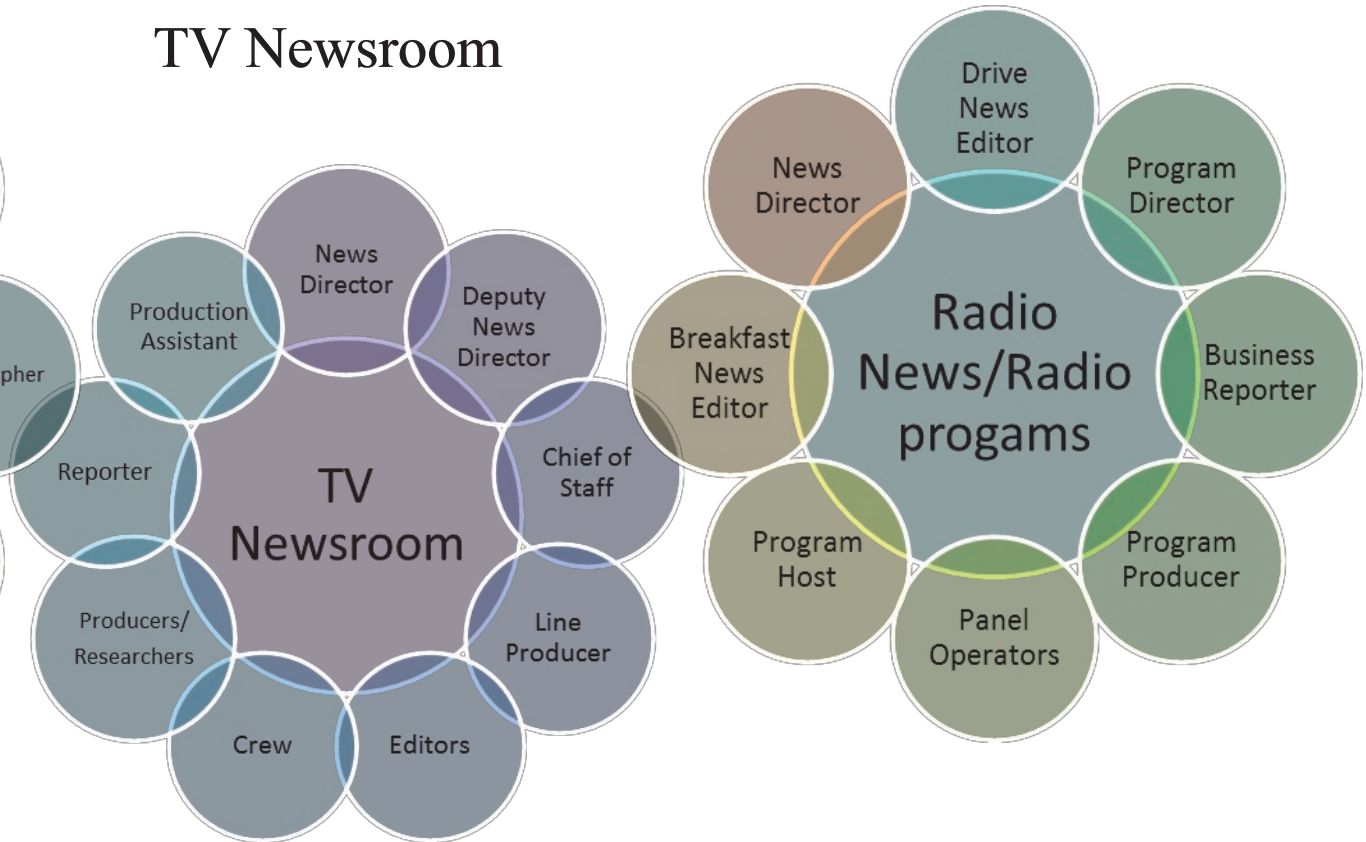 TV Newsroom
News
Director
Deputy
News
Director
Chief of
Staff
Line
Producer
Editors
Crew
Producers/
Researchers
Reporter
Production
Assistant
TV
Newsroom
pher
Drive
News
Editor
Program
Director
Business
Reporter
Program
Producer
Panel
Operators
Program
Host
Breakfast
News
Editor
News
Director
Radio
News/Radio
progams